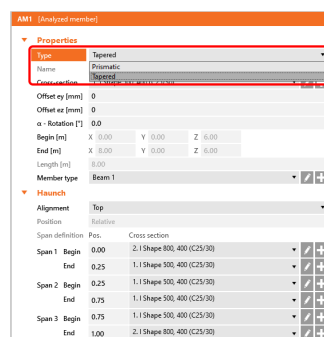 AM1 [Analyzed member]
Properties
Type Tapered
Name Prismatic
Tapered
Cross-section
Offset ey [mm] 0
Offset ez [mm] 0
α - Rotation [°] 0.0
Begin [m] X 0.00 Y 0.00 Z 6.00
End [m] X 8.00 Y 0.00 Z 6.00
Length [m] 8.00
Member type Beam 1
Haunch
Alignment Top
Position Relative
Span definition Pos. Cross section
Span 1 Begin 0.00 2. I Shape 800, 400 (C25/30)
End 0.25 1. I Shape 500, 400 (C25/30)
Span 2 Begin 0.25 1. I Shape 500, 400 (C25/30)
End 0.75 1. I Shape 500, 400 (C25/30)
Span 3 Begin 0.75 1. I Shape 500, 400 (C25/30)
End 1.00 2. I Shape 800, 400 (C25/30)